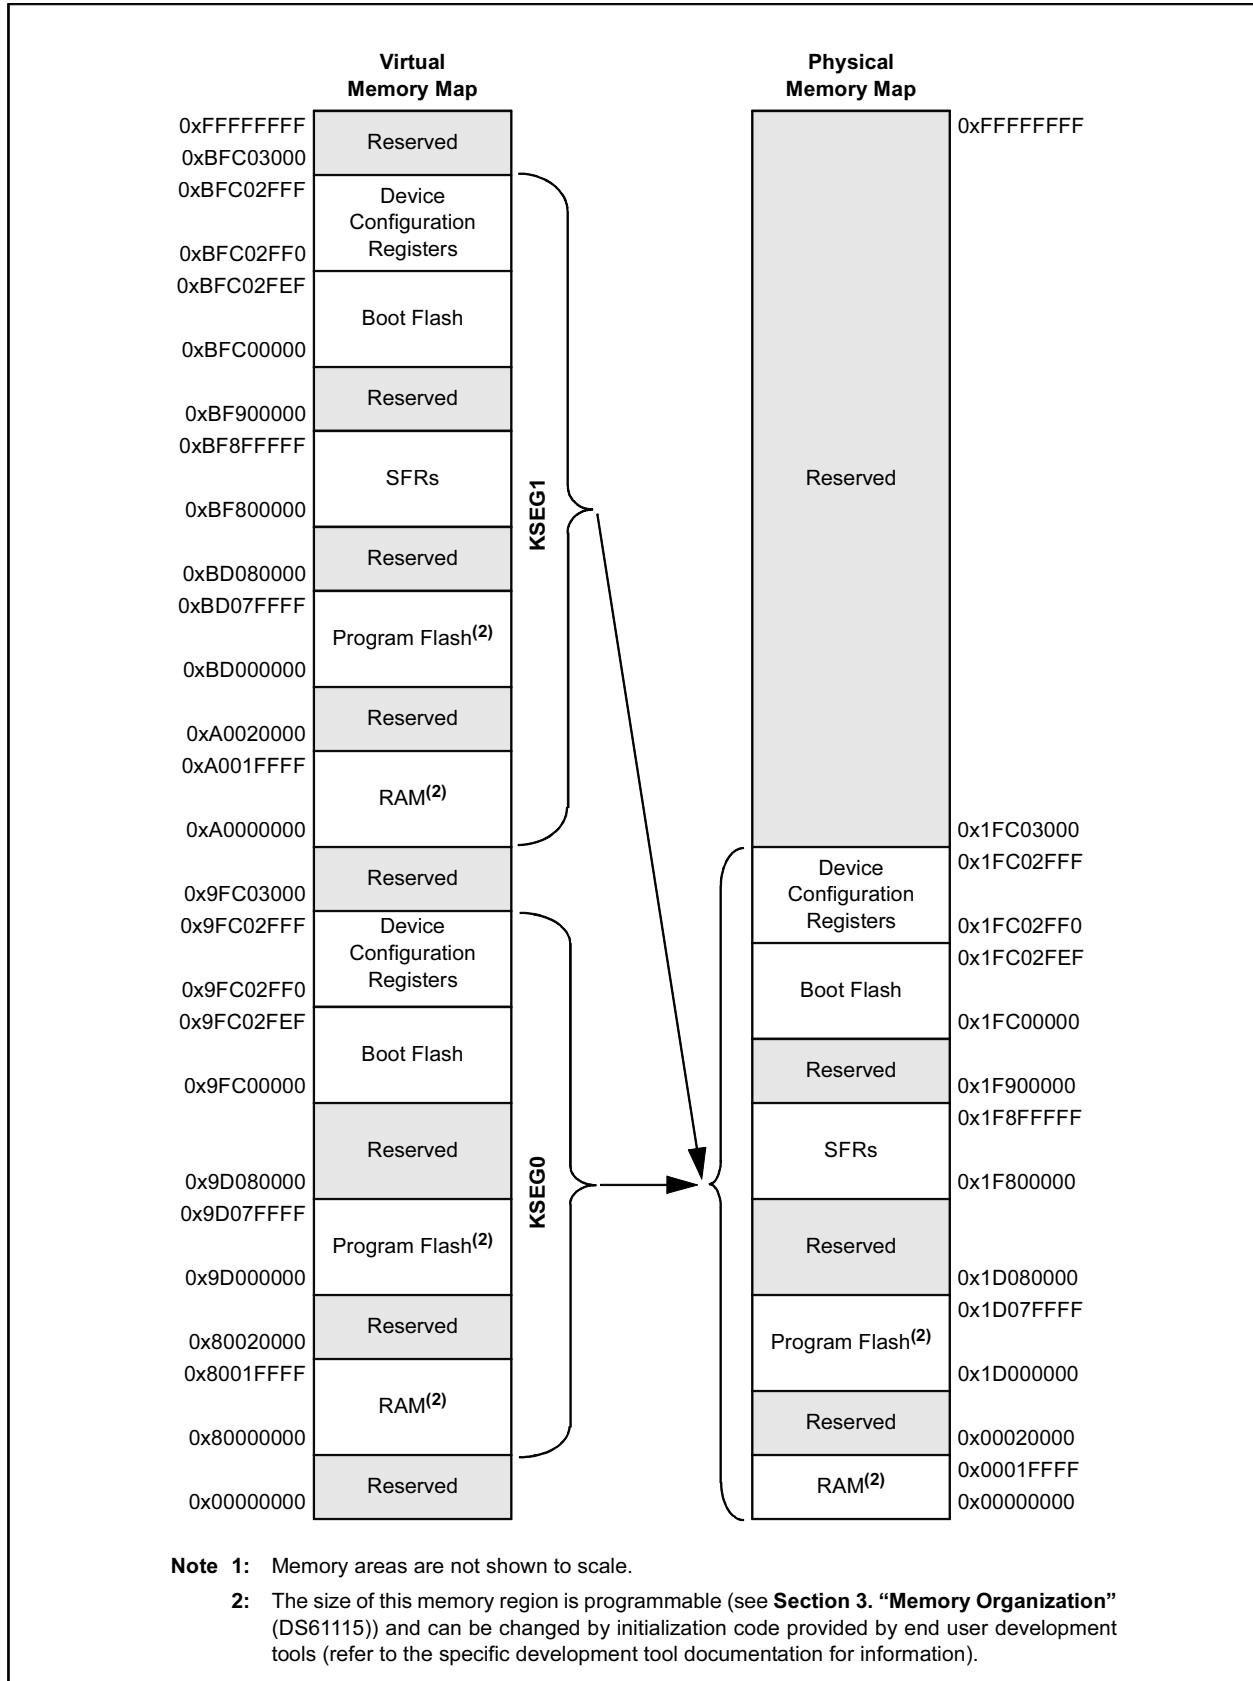 Virtual
Memory Map
0xFFFFFFFF
0xBFC03000
Reserved
0xBFC02FFF
0xBFC02FF0
Device
Configuration
Registers
0xBFC02FEF
0xBFC00000
Boot Flash
Reserved
0xBF900000
0xBF8FFFFF
0xBF800000
SFRs
Reserved
0xBD080000
0xBD07FFFF
0xBD000000
Program Flash(2)
Reserved
0xA0020000
0xA001FFFF
0xA0000000
RAM(2)
KSEG1
Reserved
0x9FC03000
0x9FC02FFF
0x9FC02FF0
Device
Configuration
Registers
0x9FC02FEF
0x9FC00000
Boot Flash
Reserved
0x9D080000
0x9D07FFFF
0x9D000000
Program Flash(2)
Reserved
0x80020000
0x8001FFFF
0x80000000
RAM(2)
KSEG0
Reserved
0x00000000
Physical
Memory Map
0xFFFFFFFF
Reserved
0x1FC03000
0x1FC02FFF
Device
Configuration
Registers
0x1FC02FF0
0x1FC02FEF
Boot Flash
0x1FC00000
Reserved
0x1F900000
0x1F8FFFFF
SFRs
0x1F800000
Reserved
0x1D080000
0x1D07FFFF
Program Flash(2)
0x1D000000
Reserved
0x00020000
0x0001FFFF
RAM(2)
0x00000000
Note 1: Memory areas are not shown to scale.
2: The size of this memory region is programmable (see Section 3. “Memory Organization”
(DS61115)) and can be changed by initialization code provided by end user development
tools (refer to the specific development tool documentation for information).